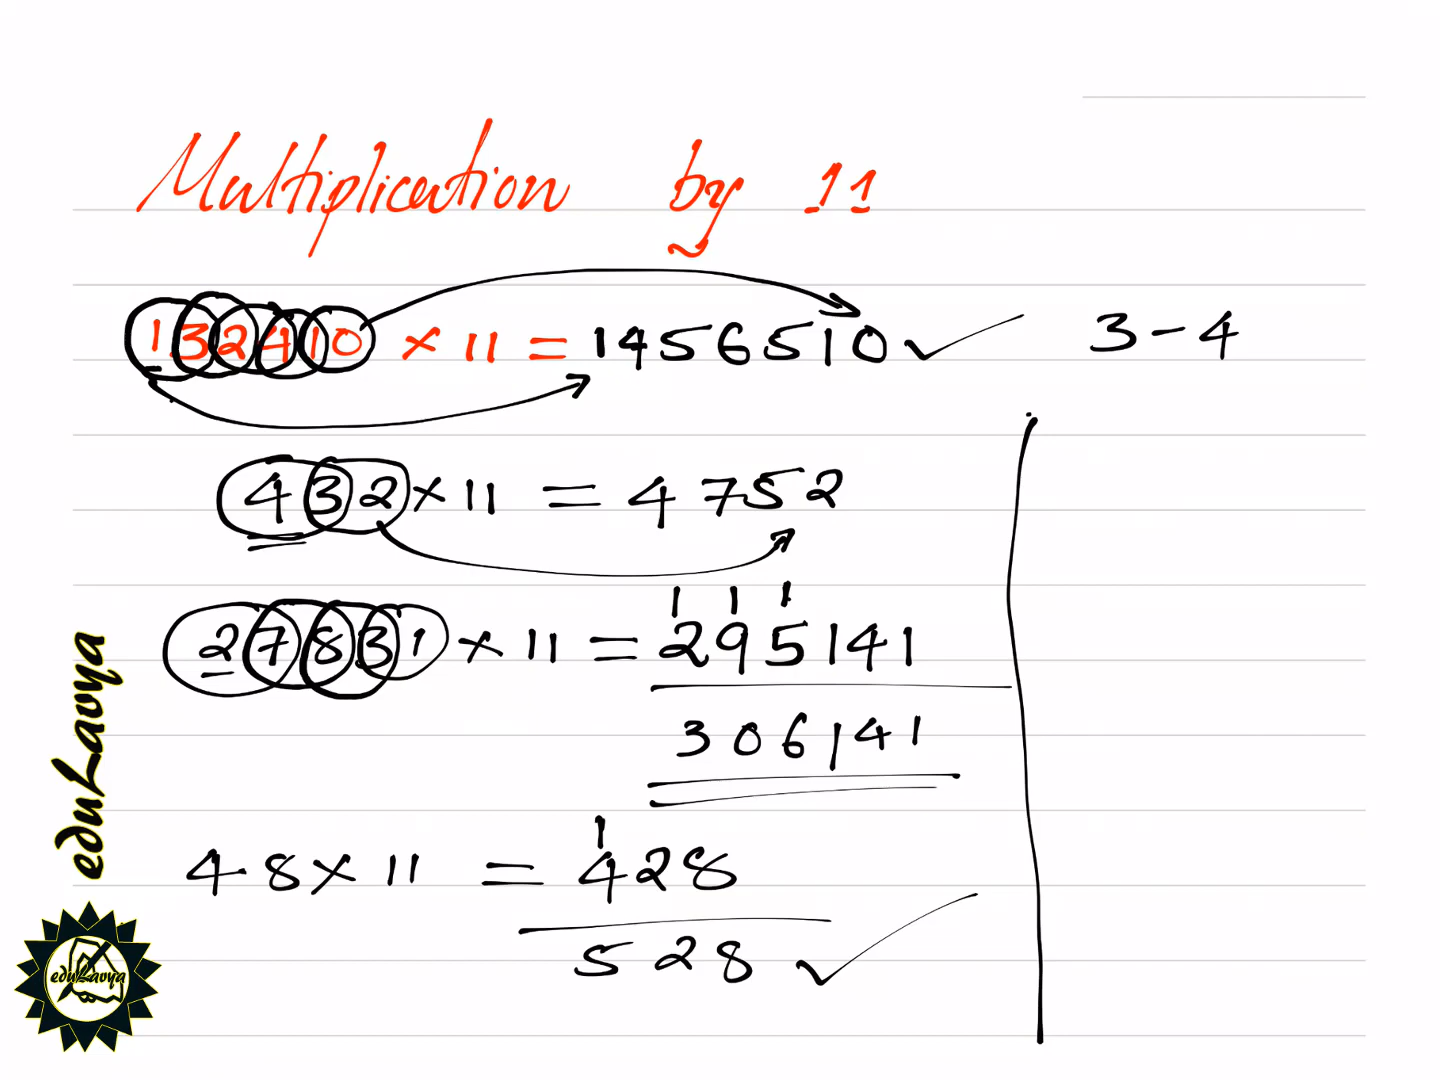 Multiplication by 11
132410 × 11 = 1456510 3-4
432 × 11 = 4752
1 1 1
27831 × 11 = 295141
306141
1
48 × 11 = 428
528
eduLavya
eduLavya